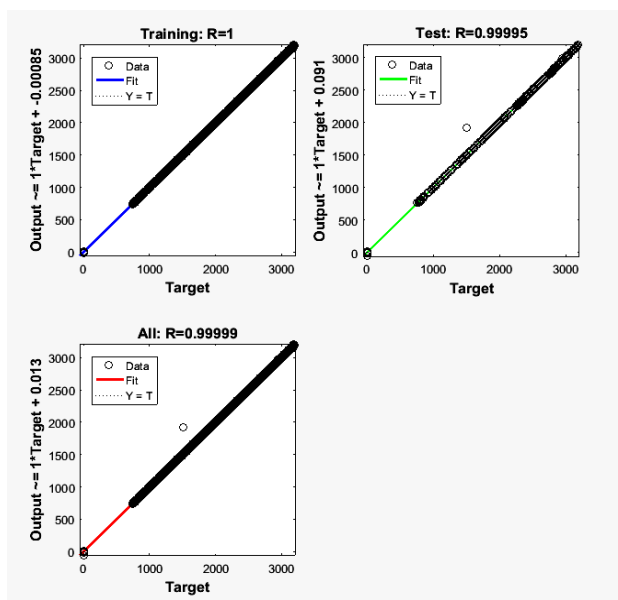 Training: R=1
Output ~= 1*Target + -0.00085
3000
2500
2000
1500
1000
500
0
Data
Fit
Y = T
0 1000 2000 3000
Target
Test: R=0.99995
Output ~= 1*Target + 0.091
3000
2500
2000
1500
1000
500
0
Data
Fit
Y = T
0 1000 2000 3000
Target
All: R=0.99999
Output ~= 1*Target + 0.013
3000
2500
2000
1500
1000
500
0
Data
Fit
Y = T
0 1000 2000 3000
Target